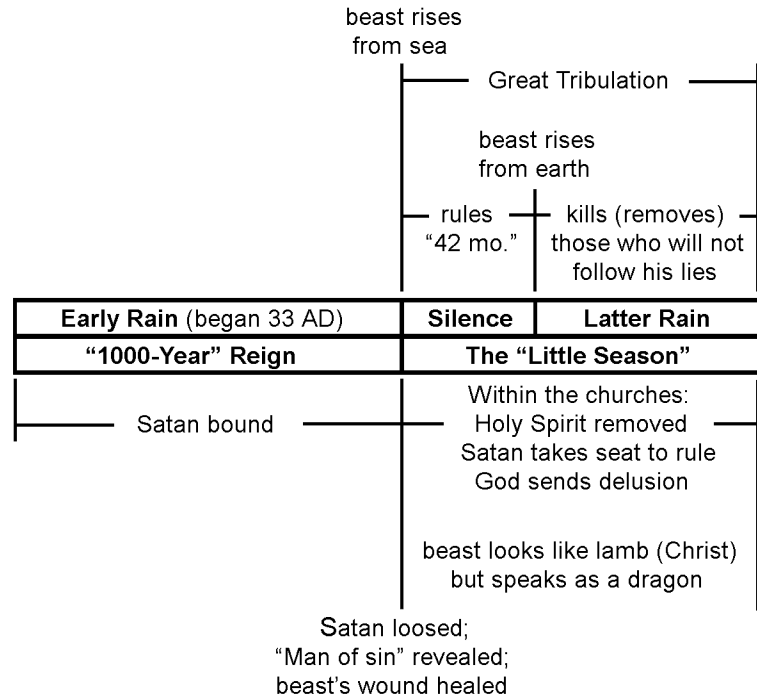 beast rises
from sea
Great Tribulation
beast rises
from earth
rules
“42 mo.”
kills (removes)
those who will not
follow his lies
Early Rain (began 33 AD)
Silence
Latter Rain
“1000-Year” Reign
The “Little Season”
Satan bound
Within the churches:
Holy Spirit removed
Satan takes seat to rule
God sends delusion
beast looks like lamb (Christ)
but speaks as a dragon
Satan loosed;
“Man of sin” revealed;
beast’s wound healed